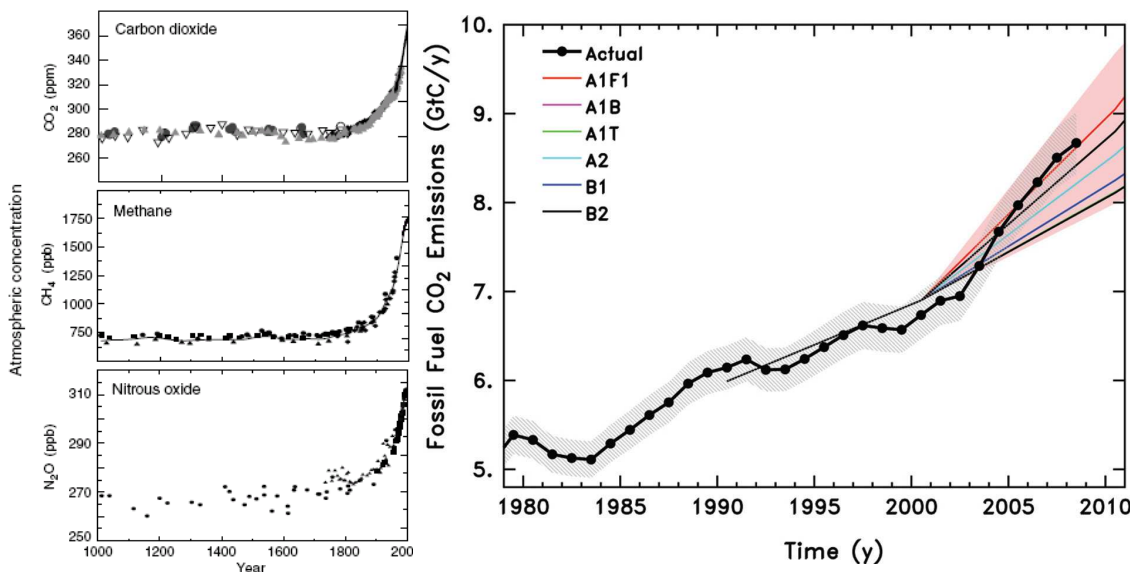 Atmospheric concentration
Carbon dioxide
CO2 (ppm)
360
340
320
300
280
260
Methane
CH4 (ppb)
1750
1500
1250
1000
750
Nitrous oxide
N2O (ppb)
310
290
270
250
1000
1200
1400
1600
1800
200
Year
Fossil Fuel CO2 Emissions (GtC/y)
10.
9.
8.
7.
6.
5.
Actual
A1F1
A1B
A1T
A2
B1
B2
1980
1985
1990
1995
2000
2005
2010
Time (y)